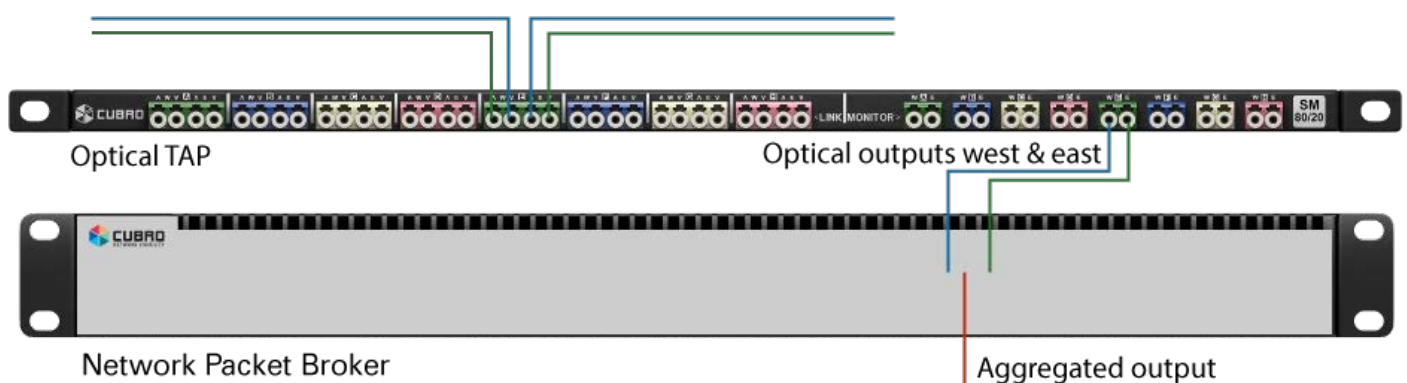 CUBRO
<LINK MONITOR>
SM
80/20
Optical TAP
Optical outputs west & east
CUBRO
Network Packet Broker
Aggregated output